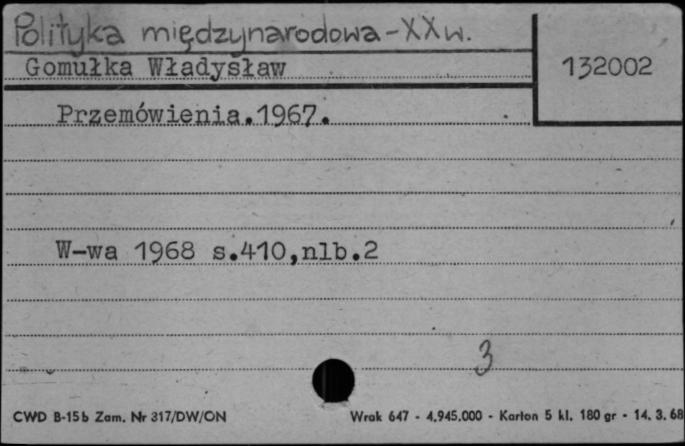 Polityka międzynarodowa-XXw.
Gomułka Władysław
132002
Przemówienia.1967.
W-wa 1968 s.410,nlb.2
3
CWD B-15b Zam. Nr 317/DW/ON Wrak 647 - 4.945.000 - Karton 5 kl. 180 gr - 14. 3. 68